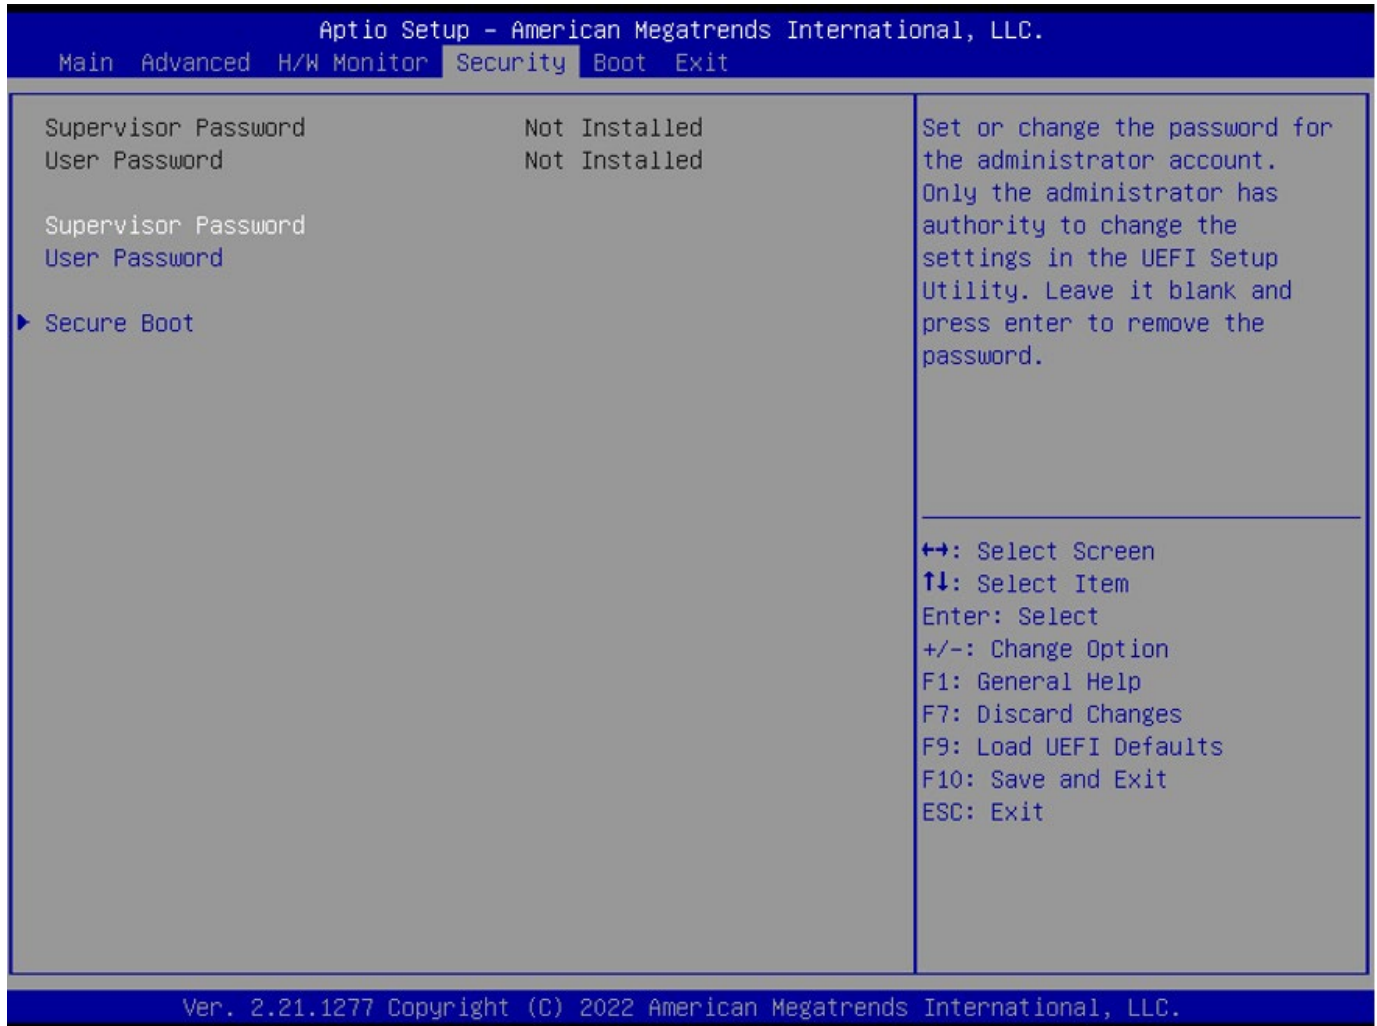 Aptio Setup – American Megatrends International, LLC.
Main Advanced H/W Monitor Security Boot Exit
Supervisor Password Not Installed
User Password Not Installed
Supervisor Password
User Password
Secure Boot
Set or change the password for
the administrator account.
Only the administrator has
authority to change the
settings in the UEFI Setup
Utility. Leave it blank and
press enter to remove the
password.
↔: Select Screen
↑↓: Select Item
Enter: Select
+/-: Change Option
F1: General Help
F7: Discard Changes
F9: Load UEFI Defaults
F10: Save and Exit
ESC: Exit
Ver. 2.21.1277 Copyright (C) 2022 American Megatrends International, LLC.